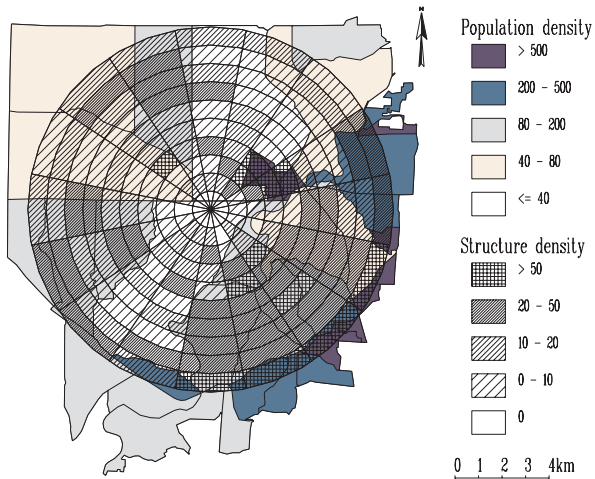 N
Population density
> 500
200 - 500
80 - 200
40 - 80
<= 40
Structure density
> 50
20 - 50
10 - 20
0 - 10
0
0 1 2 3 4km